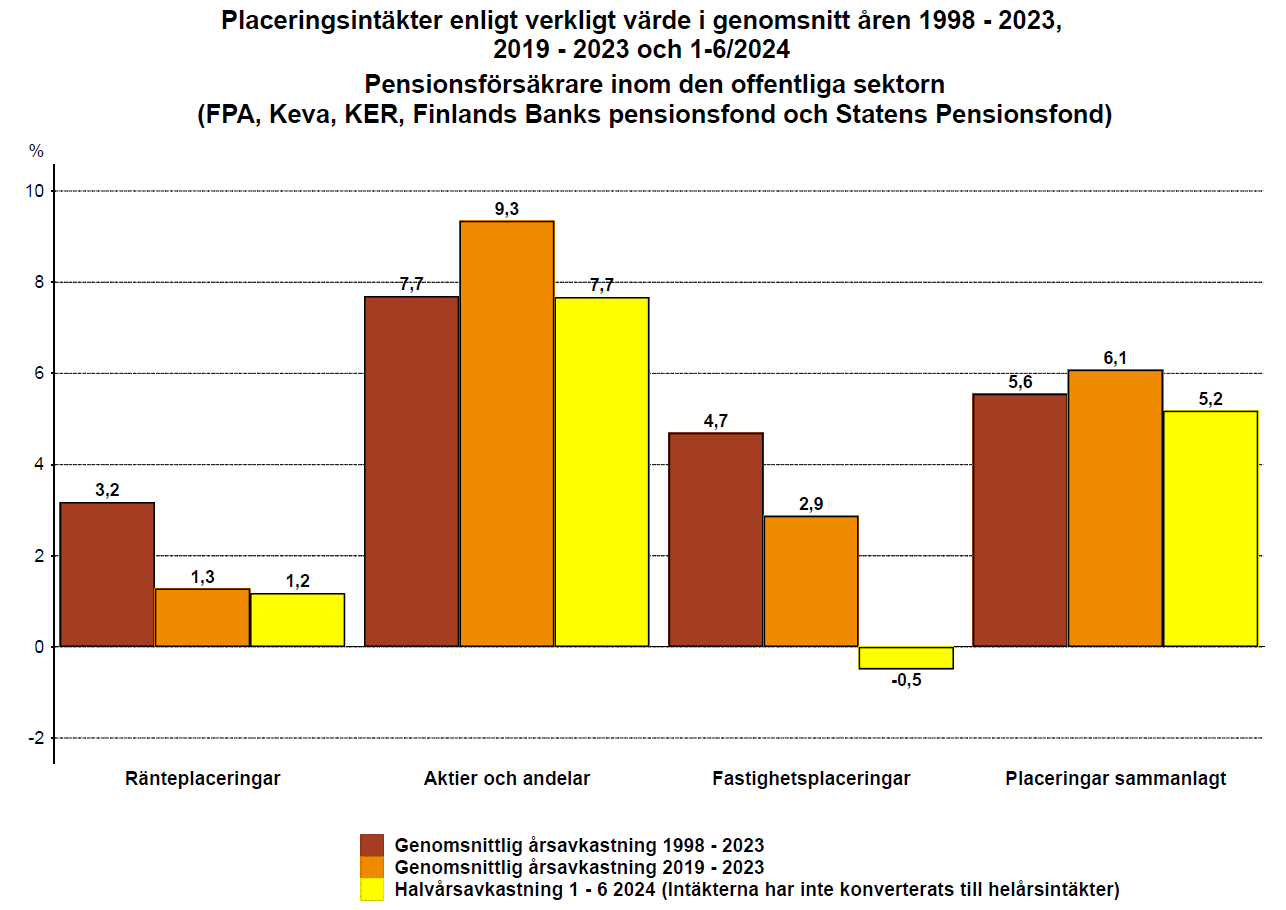 Placeringsintäkter enligt verkligt värde i genomsnitt åren 1998 - 2023,
2019 - 2023 och 1-6/2024
Pensionsförsäkrare inom den offentliga sektorn
(FPA, Keva, KER, Finlands Banks pensionsfond och Statens Pensionsfond)
%
10
9,3
8
7,7
7,7
6
6,1
5,6
5,2
4,7
4
3,2
2,9
2
1,3
1,2
0
-0,5
-2
Ränteplaceringar
Aktier och andelar
Fastighetsplaceringar
Placeringar sammanlagt
Genomsnittlig årsavkastning 1998 - 2023
Genomsnittlig årsavkastning 2019 - 2023
Halvårsavkastning 1 - 6 2024 (Intäkterna har inte konverterats till helårsintäkter)